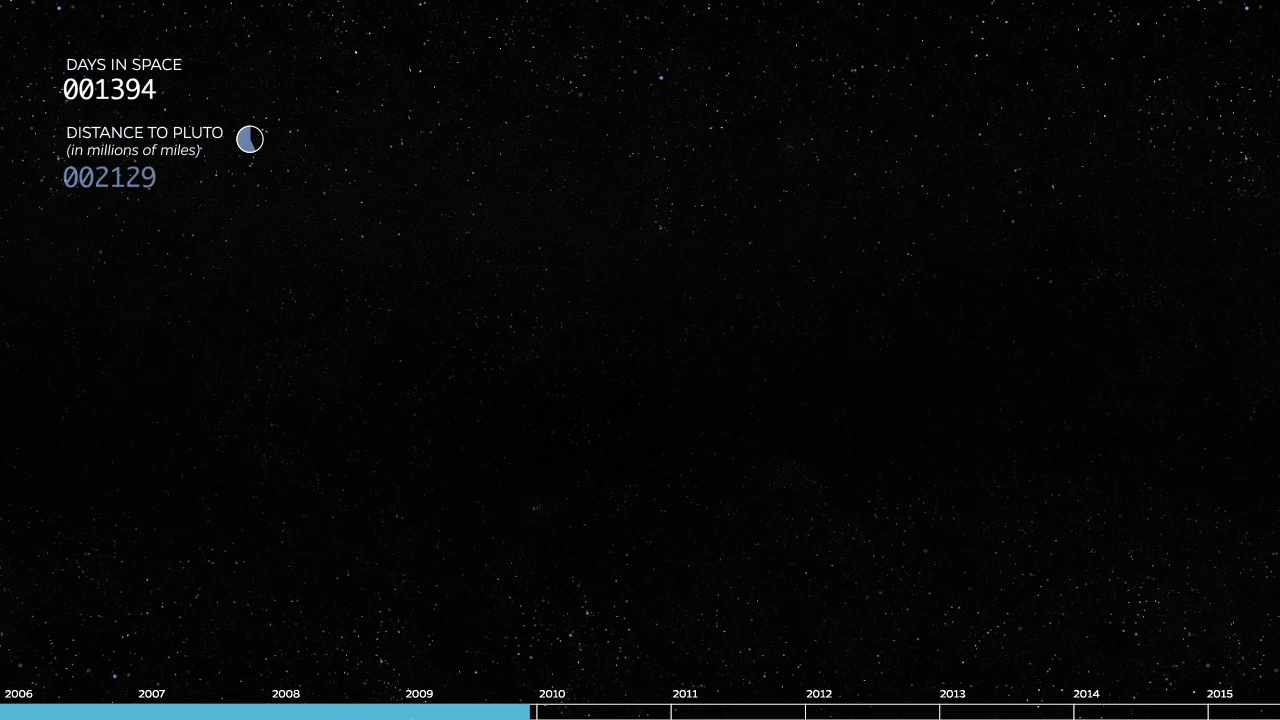 DAYS IN SPACE
001394
DISTANCE TO PLUTO
(in millions of miles)
002129
2006 2007 2008 2009 2010 2011 2012 2013 2014 2015